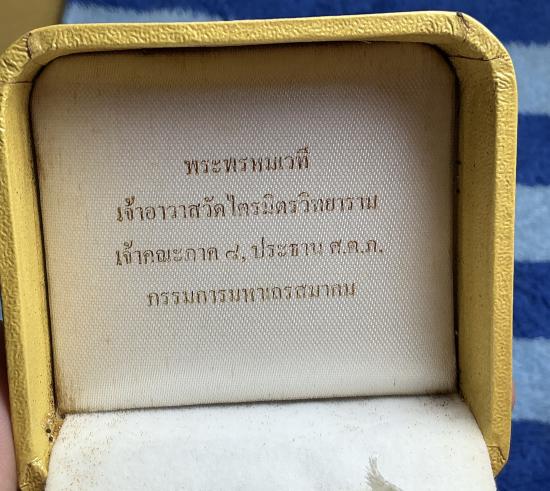 พระพรหมเวที
เจ้าอาวาสวัดไตรมิตรวิทยาราม
เจ้าคณะภาค ๘, ประธาน ศ.ต.ภ.
กรรมการมหาเถรสมาคม